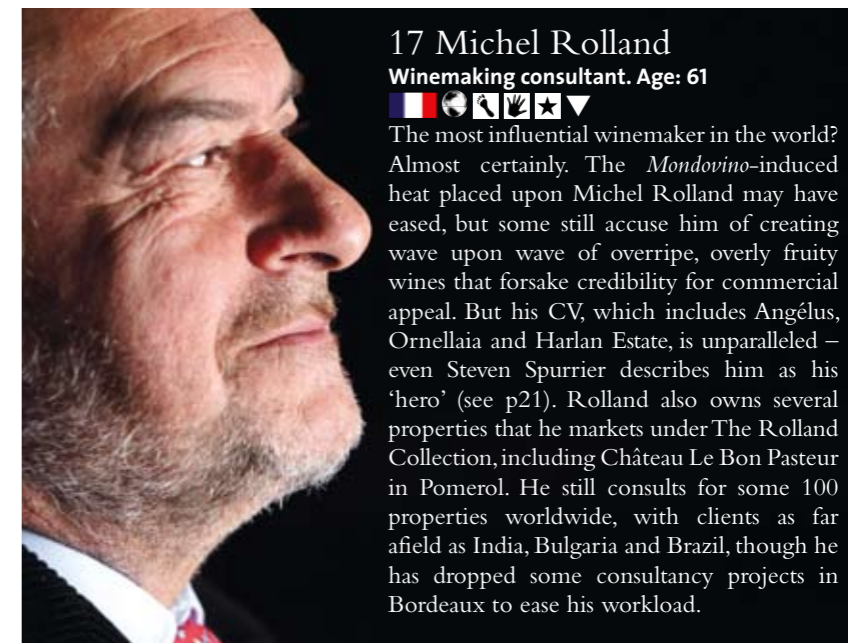 17 Michel Rolland
Winemaking consultant. Age: 61
The most influential winemaker in the world?
Almost certainly. The Mondovino-induced
heat placed upon Michel Rolland may have
eased, but some still accuse him of creating
wave upon wave of overripe, overly fruity
wines that forsake credibility for commercial
appeal. But his CV, which includes Angélus,
Ornellaia and Harlan Estate, is unparalleled –
even Steven Spurrier describes him as his
‘hero’ (see p21). Rolland also owns several
properties that he markets under The Rolland
Collection, including Château Le Bon Pasteur
in Pomerol. He still consults for some 100
properties worldwide, with clients as far
afield as India, Bulgaria and Brazil, though he
has dropped some consultancy projects in
Bordeaux to ease his workload.